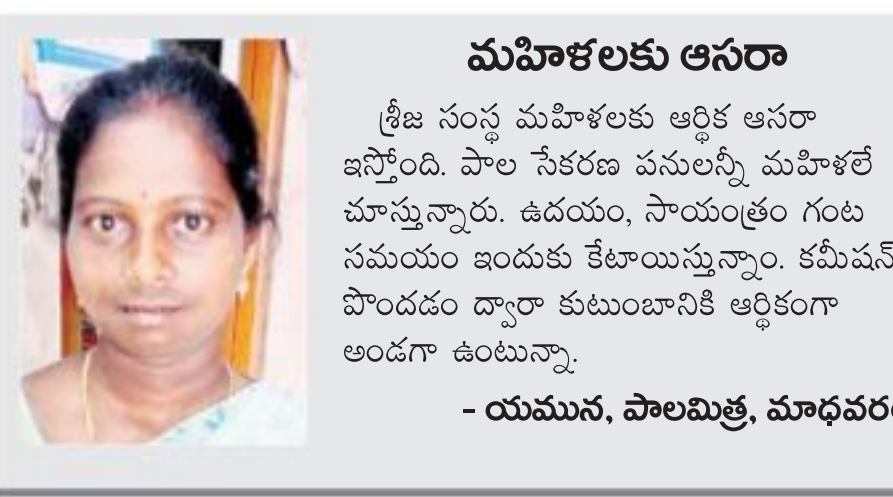 మహిళలకు ఆసరా
శ్రీజ సంస్థ మహిళలకు ఆర్థిక ఆసరా
ఇస్తోంది. పాల సేకరణ పనులన్నీ మహిళలే
చూస్తున్నారు. ఉదయం, సాయంత్రం గంట
సమయం ఇందుకు కేటాయిస్తున్నాం. కమీషన్
పొందడం ద్వారా కుటుంబానికి ఆర్థికంగా
అండగా ఉంటున్నా.
- యమున, పాలమిత్ర,